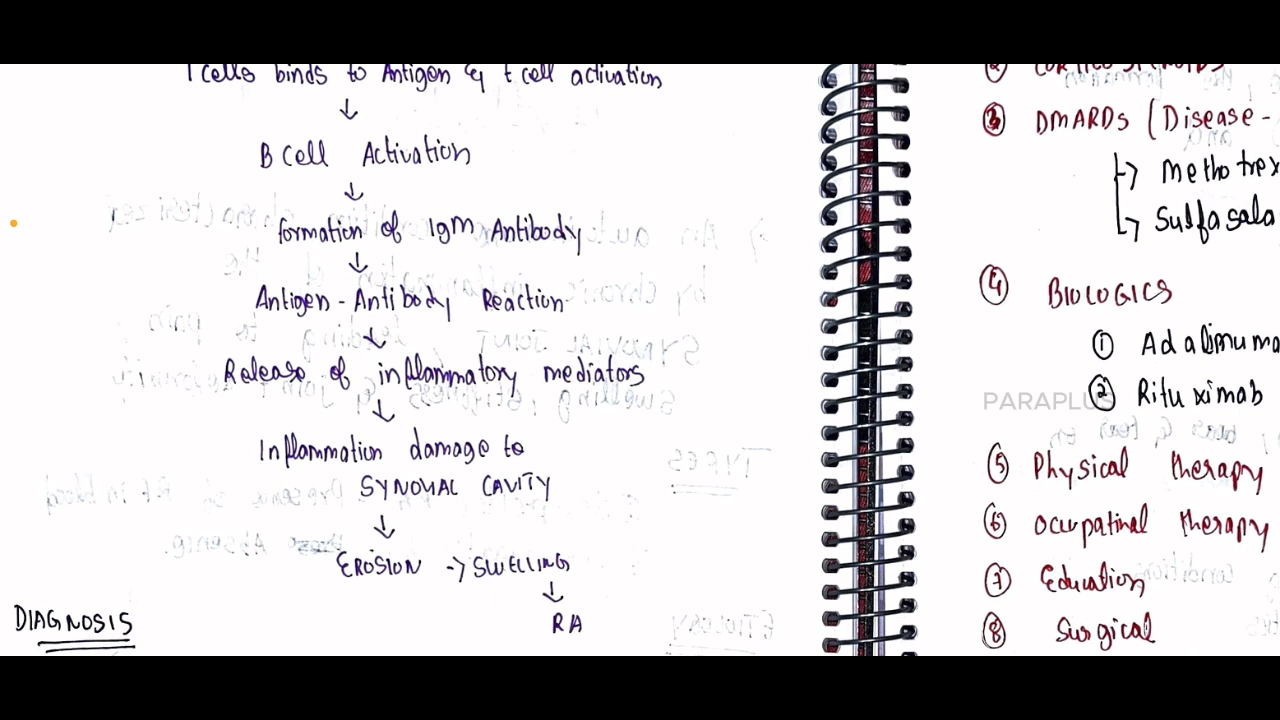 T cells binds to Antigen & t cell activation
↓
B Cell Activation
↓
formation of IgM Antibody
↓
Antigen - Antibody Reaction
↓
Release of inflammatory mediators
↓
Inflammation damage to
SYNOVIAL CAVITY
↓
EROSION -> SWELLING
↓
RA
DIAGNOSIS
③ DMARDs (Disease -
-> Methotrex
-> Sulfasala
④ BIOLOGICS
① Adalimuma
② Rituximab
PARAPLUS
⑤ Physical therapy
⑥ Occupatinal therapy
⑦ Education
⑧ Surgical